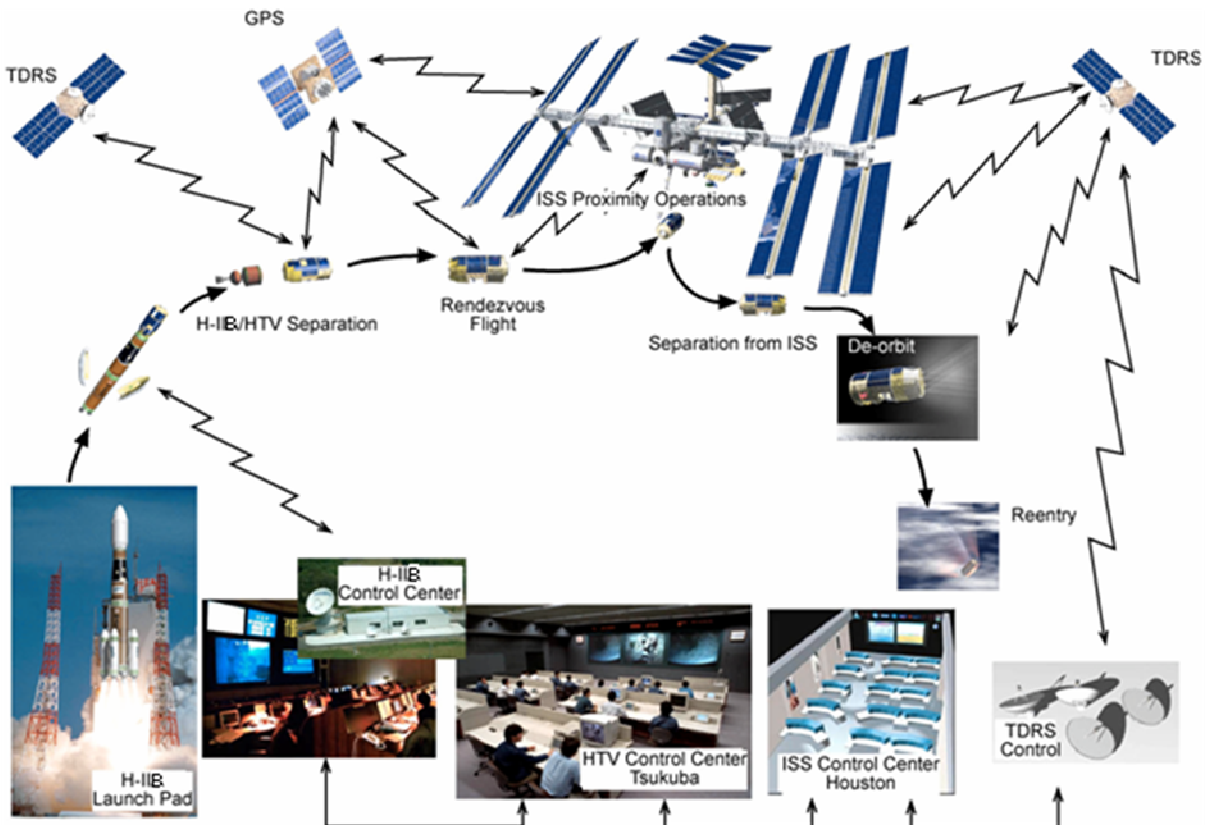 GPS
TDRS
TDRS
ISS Proximity Operations
Rendezvous
Flight
H-IIB/HTV Separation
Separation from ISS
De-orbit
Reentry
H-IIB
Control Center
H-IIB
Launch Pad
HTV Control Center
Tsukuba
ISS Control Center
Houston
TDRS
Control